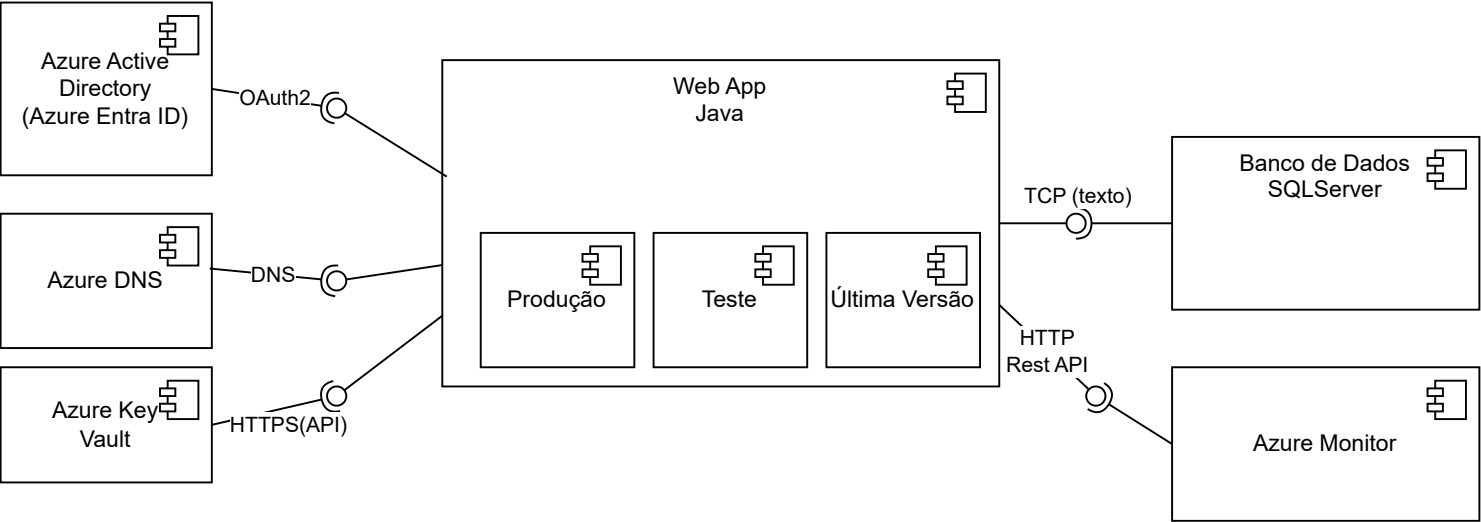 Azure Active
Directory
(Azure Entra ID)
OAuth2
Web App
Java
Banco de Dados
SQLServer
TCP (texto)
Azure DNS
DNS
Produção
Teste
Última Versão
HTTP
Rest API
Azure Key
Vault
HTTPS(API)
Azure Monitor